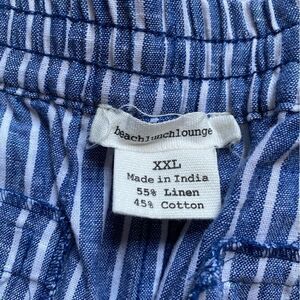 beachlunchlounge
XXL
Made in India
55% Linen
45% Cotton